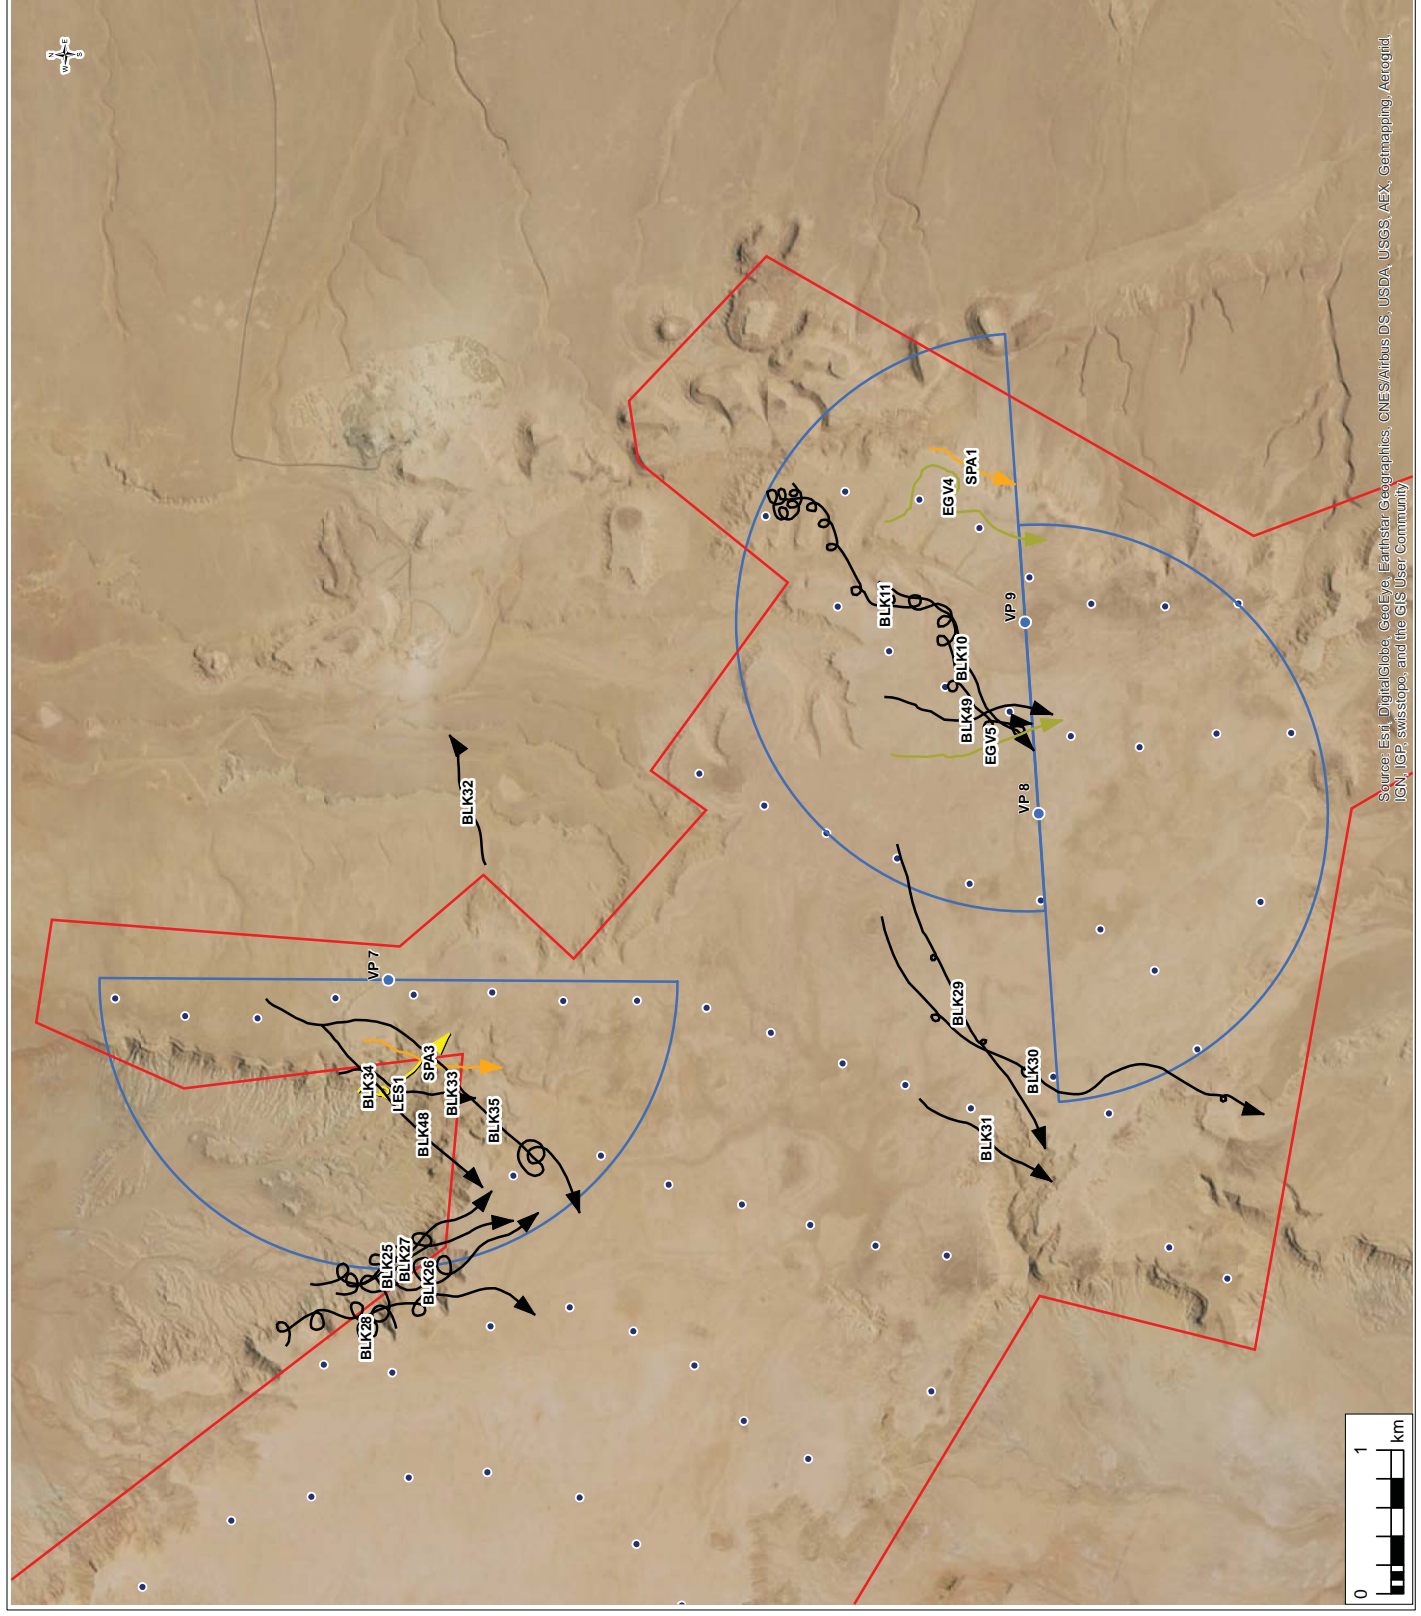 N
E
S
W
VP 7
BLK32
SPA3
BLK34
LES1
BLK33
BLK48
BLK35
BLK25
BLK27
BLK26
BLK28
SPA1
EGV4
BLK11
VP 9
BLK10
BLK49
EGV5
VP 8
BLK29
BLK30
BLK31
0
1
km
Source: Esri, DigitalGlobe, GeoEye, Earthstar Geographics, CNES/Airbus DS, USDA, USGS, AEX, Getmapping, Aerogrid,
IGN, IGP, swisstopo, and the GIS User Community